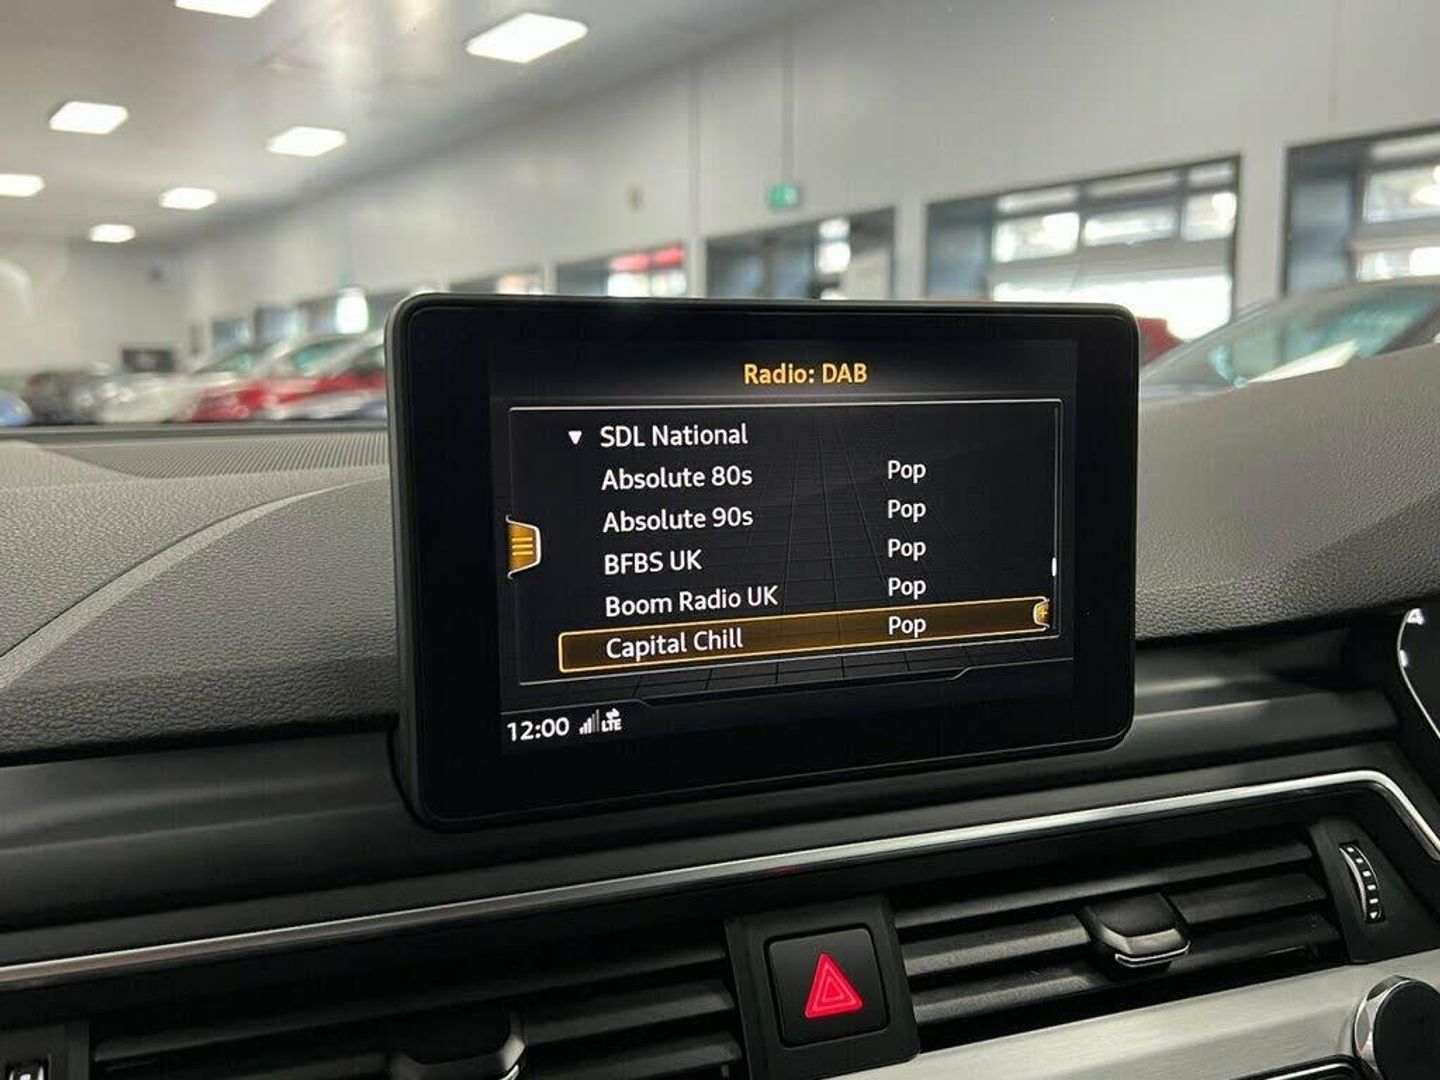 Radio: DAB
▼ SDL National
Absolute 80s Pop
Absolute 90s Pop
BFBS UK Pop
Boom Radio UK Pop
Capital Chill Pop
12:00 LTE